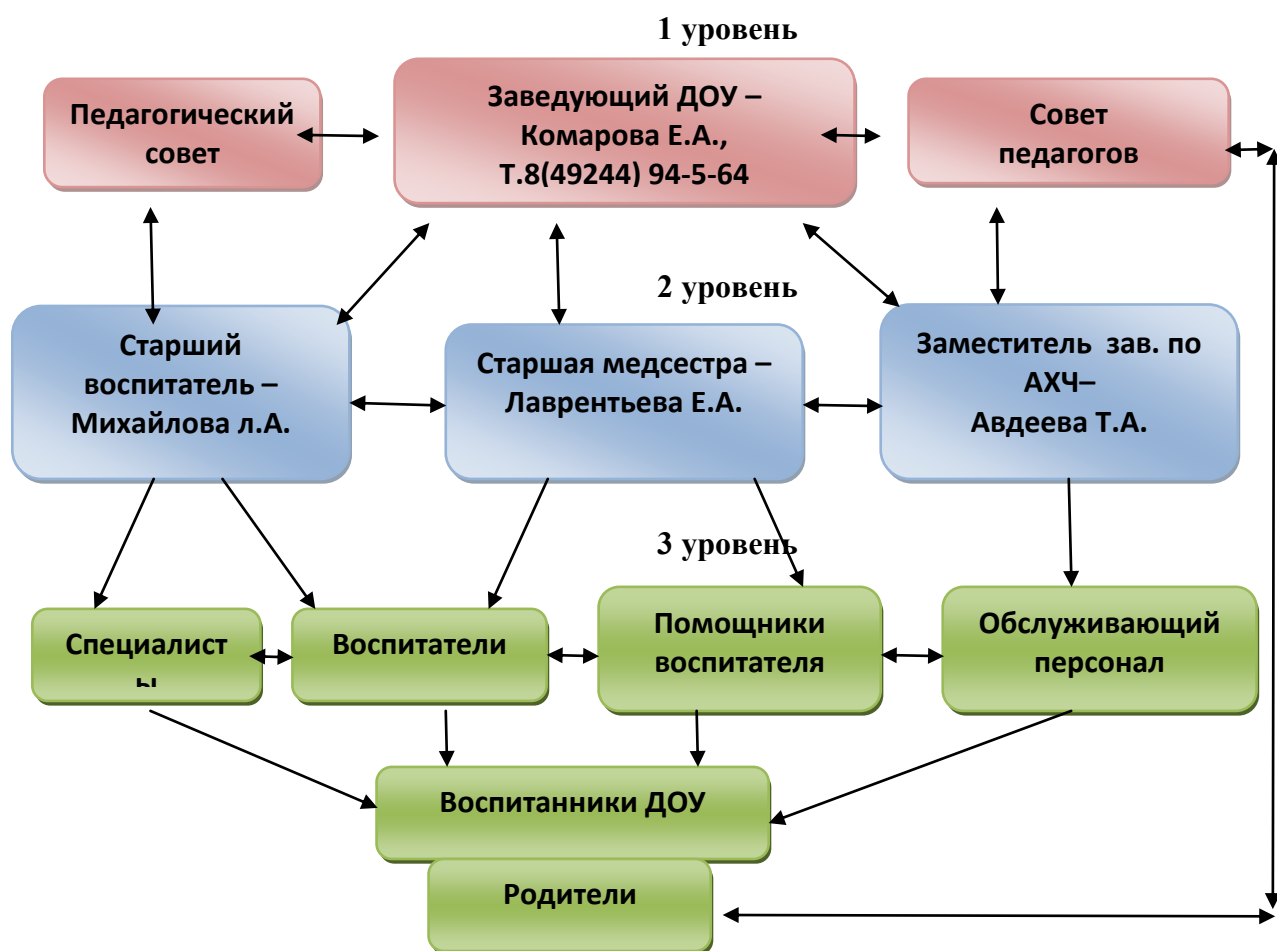 1 уровень
Педагогический
совет
Заведующий ДОУ –
Комарова Е.А.,
Т.8(49244) 94-5-64
Совет
педагогов
2 уровень
Старший
воспитатель –
Михайлова л.А.
Старшая медсестра –
Лаврентьева Е.А.
Заместитель зав. по
АХЧ–
Авдеева Т.А.
3 уровень
Специалист
ы
Воспитатели
Помощники
воспитателя
Обслуживающий
персонал
Воспитанники ДОУ
Родители